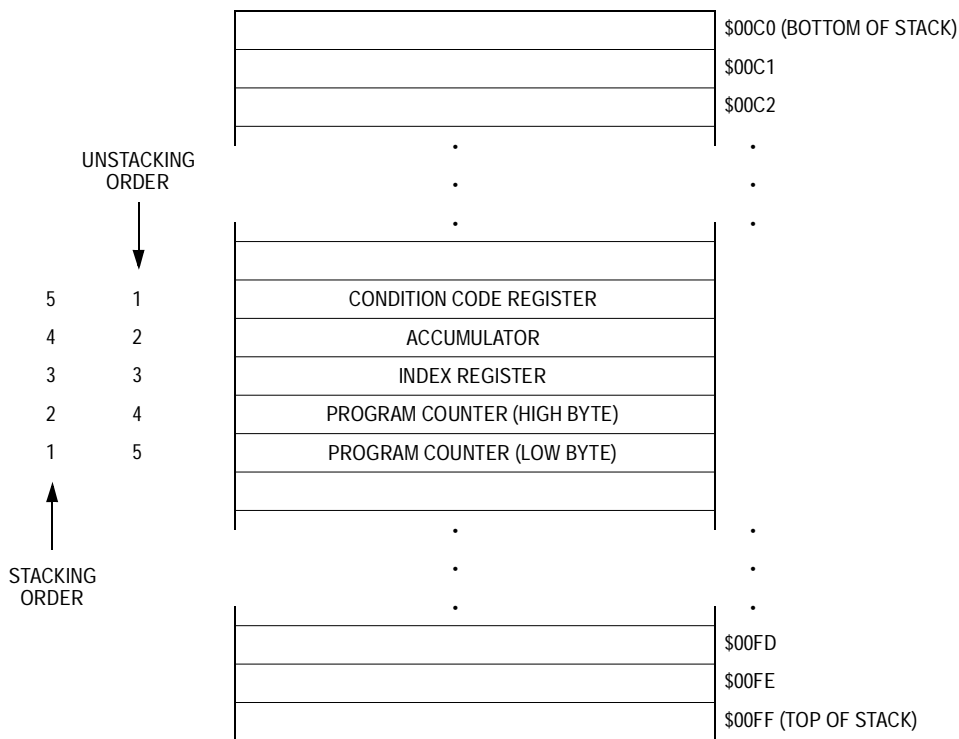 $00C0 (BOTTOM OF STACK)
$00C1
$00C2
UNSTACKING
ORDER
5 1 CONDITION CODE REGISTER
4 2 ACCUMULATOR
3 3 INDEX REGISTER
2 4 PROGRAM COUNTER (HIGH BYTE)
1 5 PROGRAM COUNTER (LOW BYTE)
STACKING
ORDER
$00FD
$00FE
$00FF (TOP OF STACK)